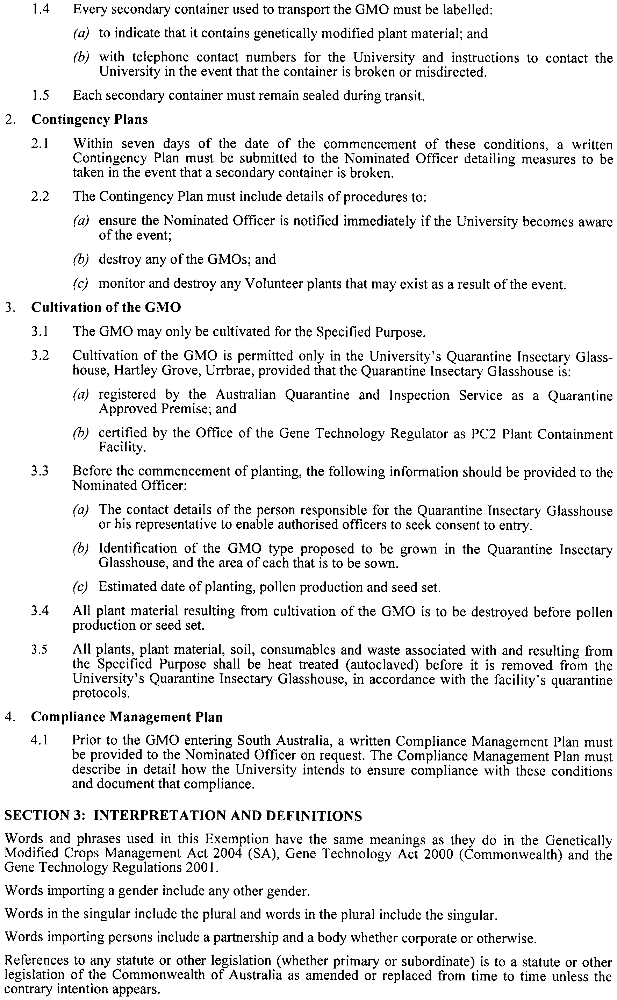 1.4 Every secondary container used to transport the GMO must be labelled:
(a) to indicate that it contains genetically modified plant material; and
(b) with telephone contact numbers for the University and instructions to contact the
University in the event that the container is broken or misdirected.
1.5 Each secondary container must remain sealed during transit.
2. Contingency Plans
2.1 Within seven days of the date of the commencement of these conditions, a written
Contingency Plan must be submitted to the Nominated Officer detailing measures to be
taken in the event that a secondary container is broken.
2.2 The Contingency Plan must include details of procedures to:
(a) ensure the Nominated Officer is notified immediately if the University becomes aware
of the event;
(b) destroy any of the GMOs; and
(c) monitor and destroy any Volunteer plants that may exist as a result of the event.
3. Cultivation of the GMO
3.1 The GMO may only be cultivated for the Specified Purpose.
3.2 Cultivation of the GMO is permitted only in the University's Quarantine Insectary Glass-
house, Hartley Grove, Urrbrae, provided that the Quarantine Insectary Glasshouse is:
(a) registered by the Australian Quarantine and Inspection Service as a Quarantine
Approved Premise; and
(b) certified by the Office of the Gene Technology Regulator as PC2 Plant Containment
Facility.
3.3 Before the commencement of planting, the following information should be provided to the
Nominated Officer:
(a) The contact details of the person responsible for the Quarantine Insectary Glasshouse
or his representative to enable authorised officers to seek consent to entry.
(b) Identification of the GMO type proposed to be grown in the Quarantine Insectary
Glasshouse, and the area of each that is to be sown.
(c) Estimated date of planting, pollen production and seed set.
3.4 All plant material resulting from cultivation of the GMO is to be destroyed before pollen
production or seed set.
3.5 All plants, plant material, soil, consumables and waste associated with and resulting from
the Specified Purpose shall be heat treated (autoclaved) before it is removed from the
University's Quarantine Insectary Glasshouse, in accordance with the facility's quarantine
protocols.
4. Compliance Management Plan
4.1 Prior to the GMO entering South Australia, a written Compliance Management Plan must
be provided to the Nominated Officer on request. The Compliance Management Plan must
describe in detail how the University intends to ensure compliance with these conditions
and document that compliance.
SECTION 3: INTERPRETATION AND DEFINITIONS
Words and phrases used in this Exemption have the same meanings as they do in the Genetically
Modified Crops Management Act 2004 (SA), Gene Technology Act 2000 (Commonwealth) and the
Gene Technology Regulations 2001.
Words importing a gender include any other gender.
Words in the singular include the plural and words in the plural include the singular.
Words importing persons include a partnership and a body whether corporate or otherwise.
References to any statute or other legislation (whether primary or subordinate) is to a statute or other
legislation of the Commonwealth of Australia as amended or replaced from time to time unless the
contrary intention appears.